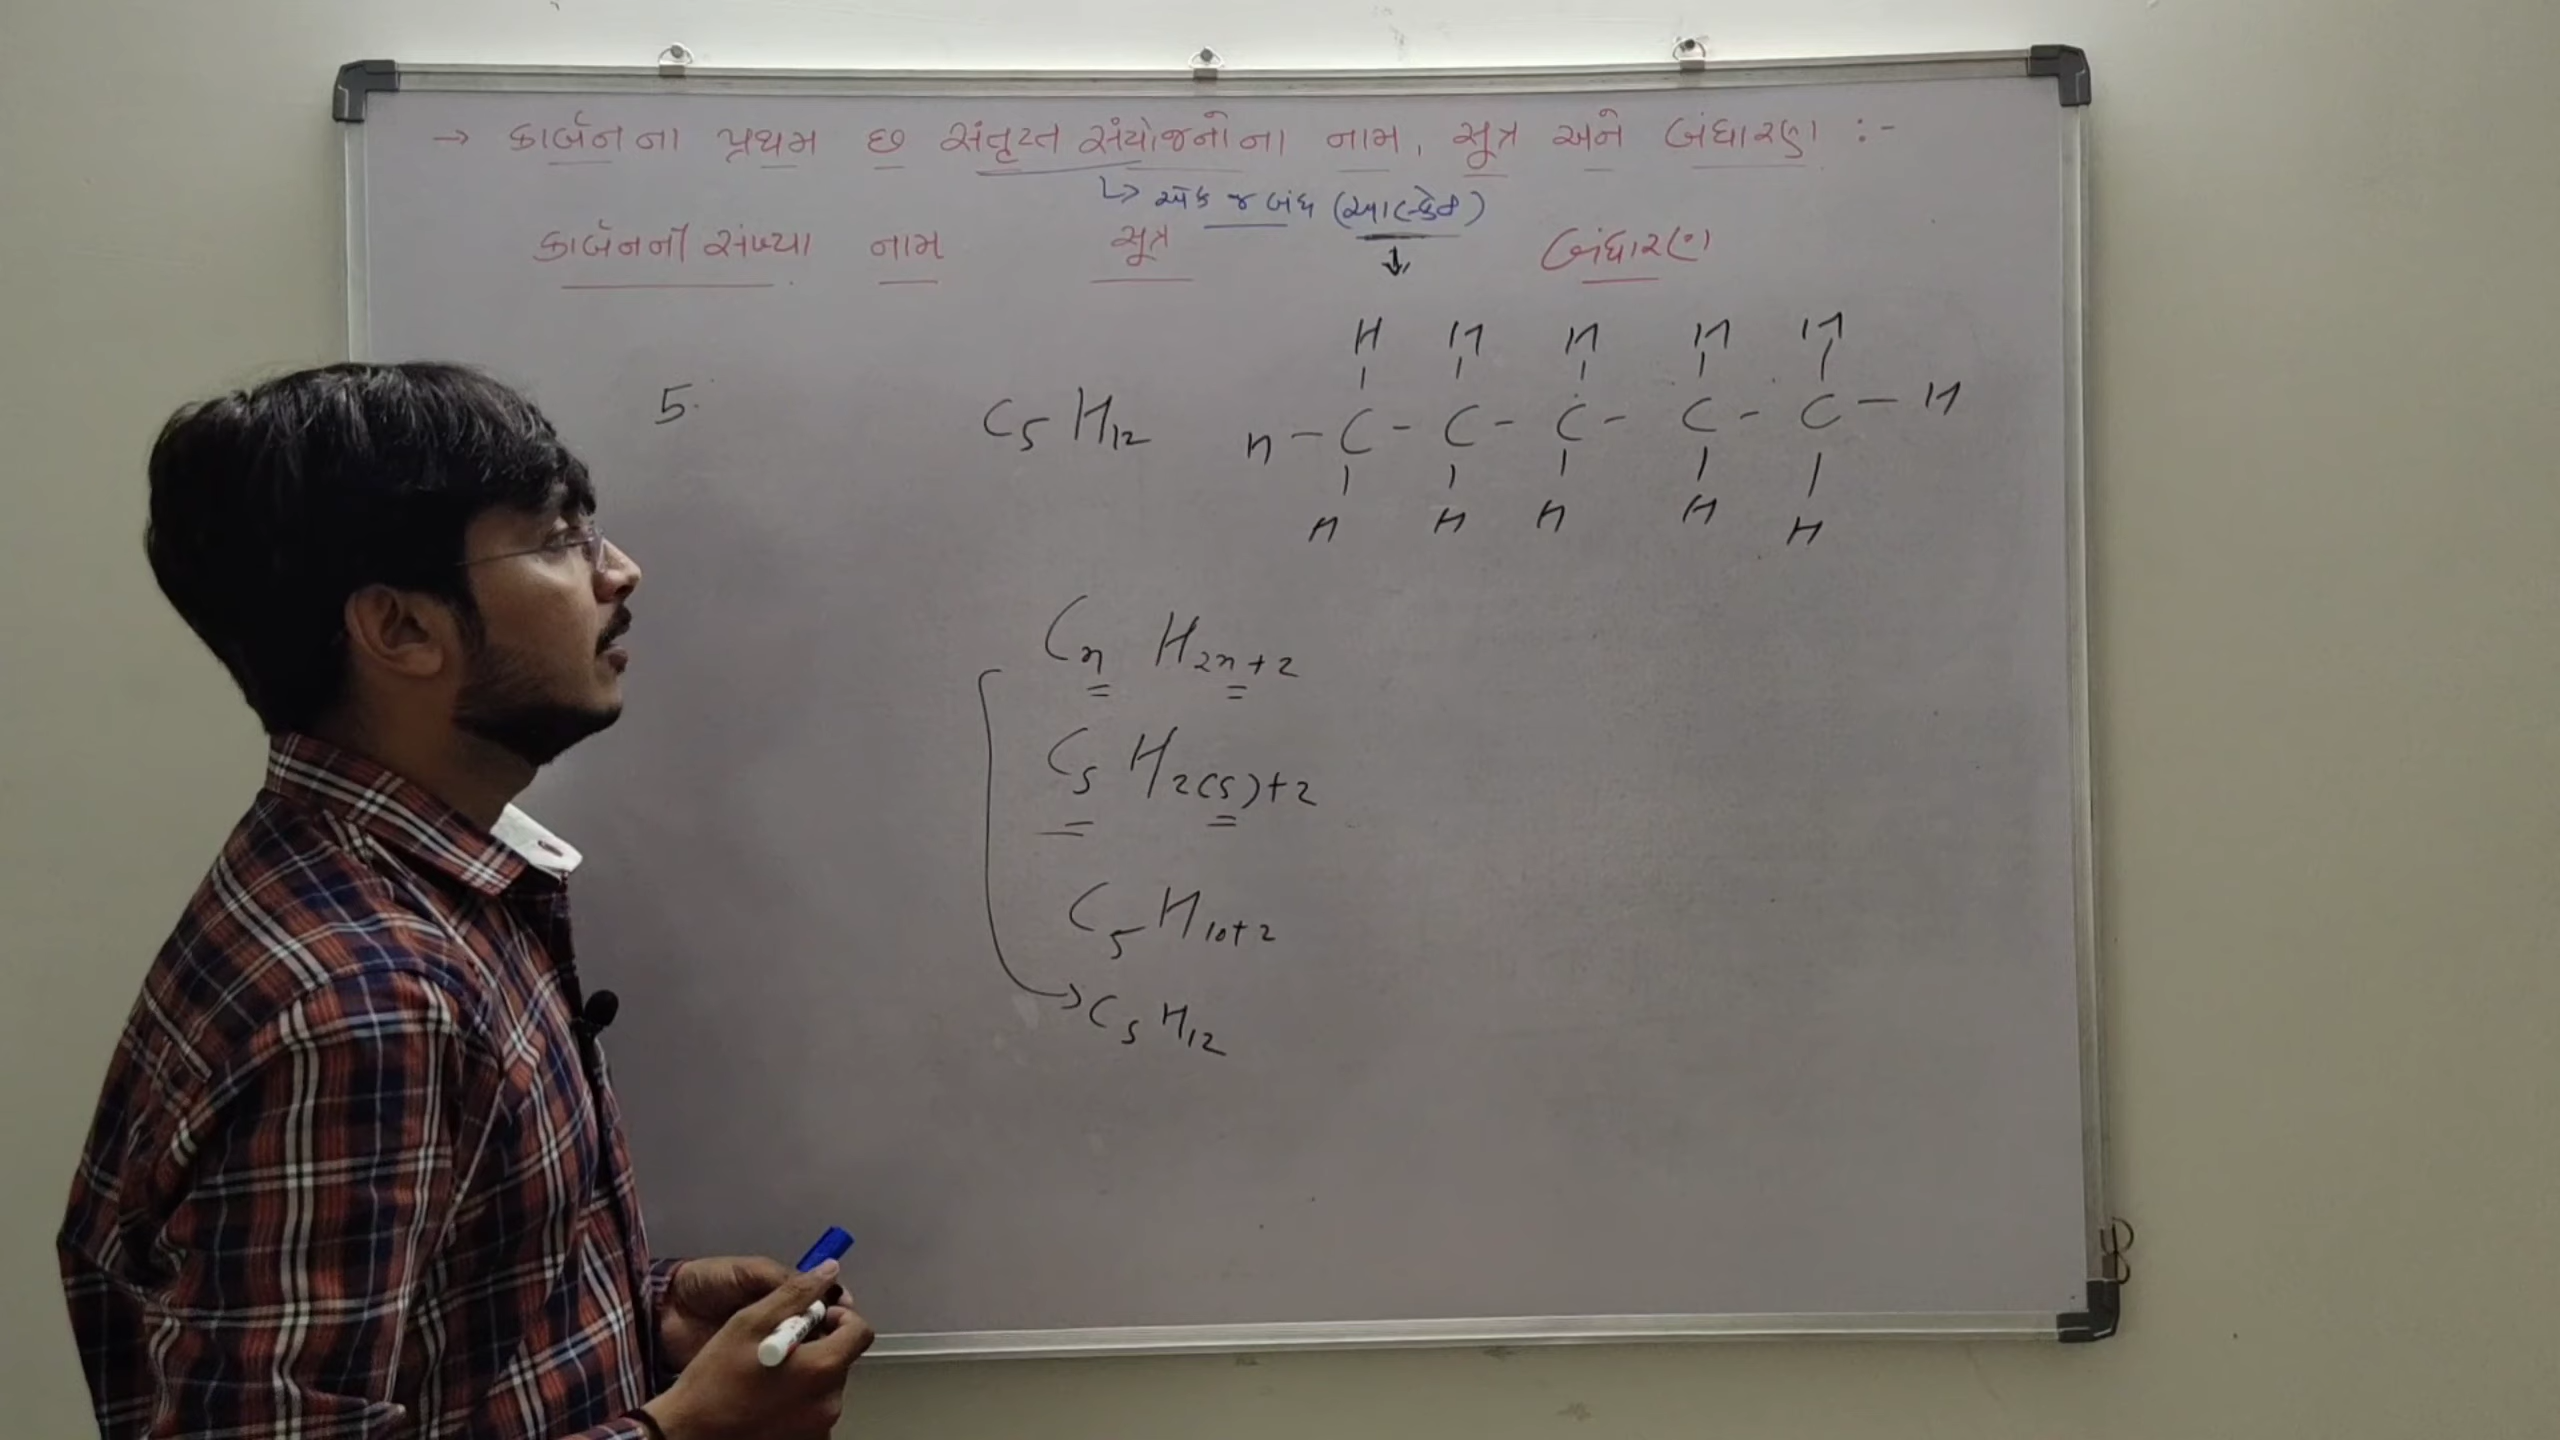 → કાર્બનના પ્રથમ છ સંતૃપ્ત સંયોજનોના નામ, સૂત્ર અને બંધારણ :-
↳ એક જ બંધ (આલ્કેન)
કાર્બનની સંખ્યા નામ સૂત્ર બંધારણ
↓
H H H H H
5. C5H12 H - C - C - C - C - C - H
H H H H H
Cn H2n+2
C5 H2(5)+2
C5 H10+2
→ C5 H12